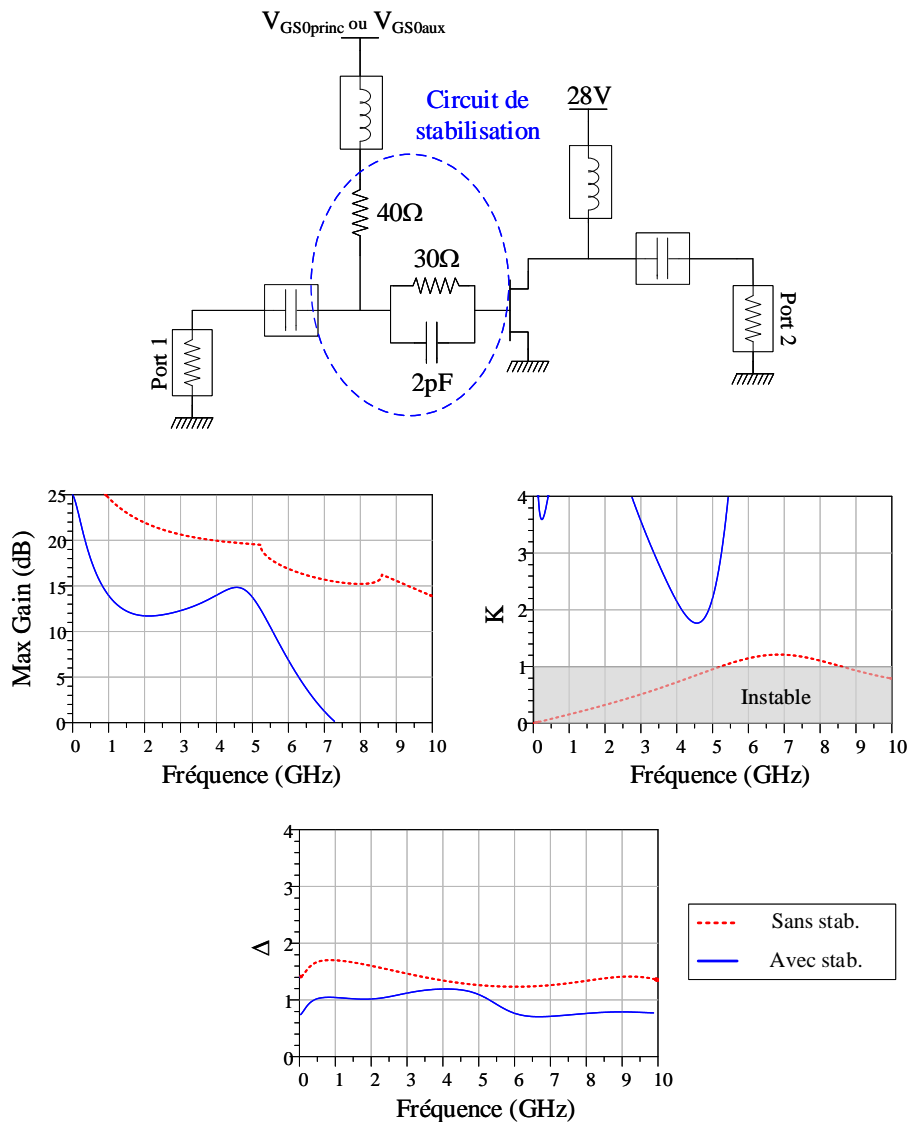 V_GS0princ ou V_GS0aux
Circuit de
stabilisation
28V
40Ω
30Ω
2pF
Port 1
Port 2
25
20
15
10
5
0
0 1 2 3 4 5 6 7 8 9 10
Max Gain (dB)
Fréquence (GHz)
4
3
2
1
0
0 1 2 3 4 5 6 7 8 9 10
K
Instable
Fréquence (GHz)
4
3
2
1
0
0 1 2 3 4 5 6 7 8 9 10
Δ
Fréquence (GHz)
Sans stab.
Avec stab.